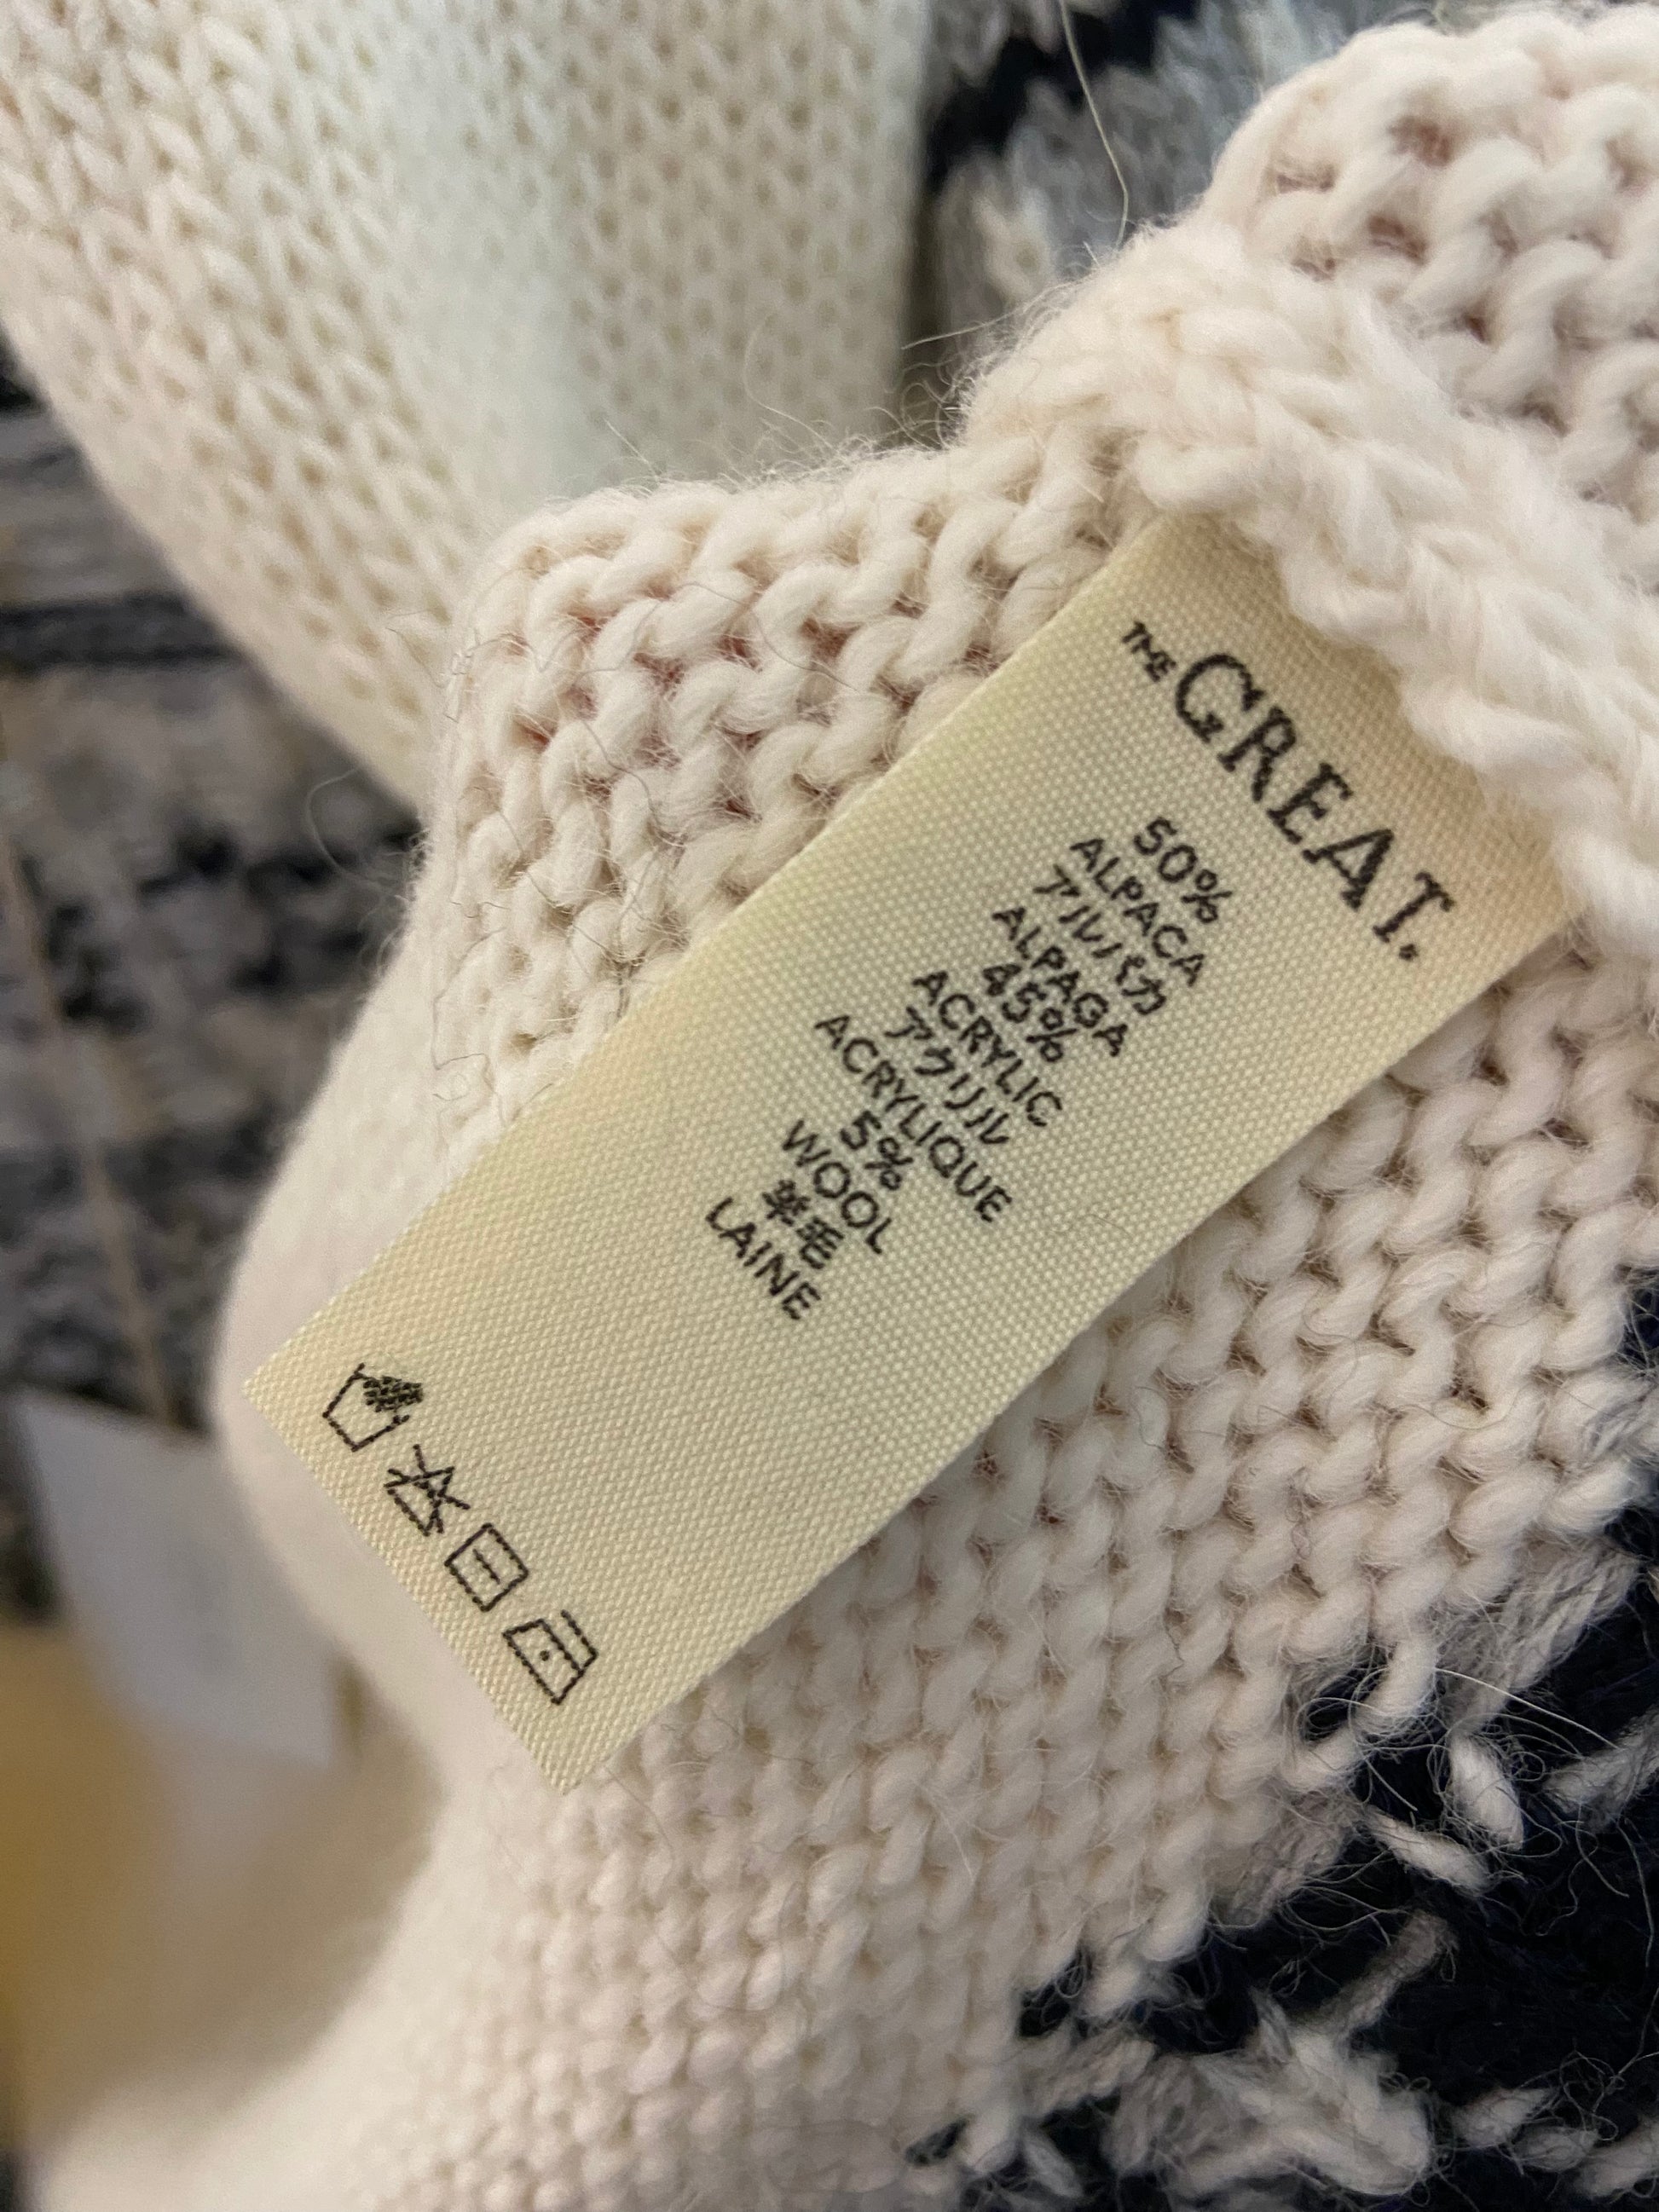 THE GREAT.
50%
ALPACA
アルパカ
ALPAGA
45%
ACRYLIC
アクリル
ACRYLIQUE
5%
WOOL
羊毛
LAINE